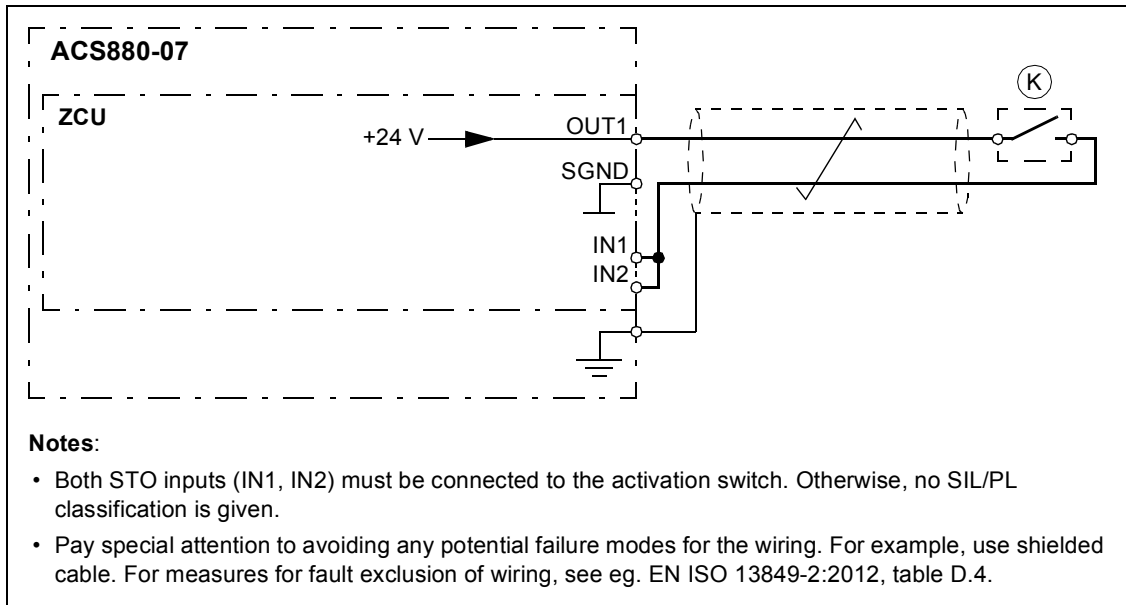 ACS880-07
K
ZCU
+24 V
OUT1
SGND
IN1
IN2
Notes:
• Both STO inputs (IN1, IN2) must be connected to the activation switch. Otherwise, no SIL/PL
classification is given.
• Pay special attention to avoiding any potential failure modes for the wiring. For example, use shielded
cable. For measures for fault exclusion of wiring, see eg. EN ISO 13849-2:2012, table D.4.